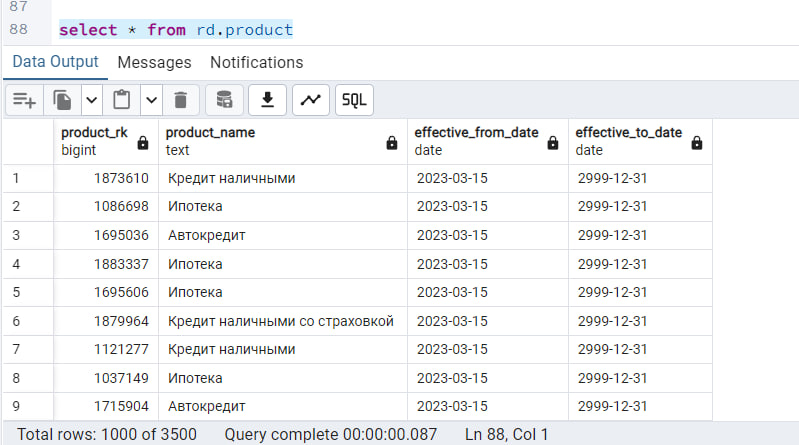 87
88 select * from rd.product
Data Output Messages Notifications
SQL
product_rk product_name effective_from_date effective_to_date
bigint text date date
1 1873610 Кредит наличными 2023-03-15 2999-12-31
2 1086698 Ипотека 2023-03-15 2999-12-31
3 1695036 Автокредит 2023-03-15 2999-12-31
4 1883337 Ипотека 2023-03-15 2999-12-31
5 1695606 Ипотека 2023-03-15 2999-12-31
6 1879964 Кредит наличными со страховкой 2023-03-15 2999-12-31
7 1121277 Кредит наличными 2023-03-15 2999-12-31
8 1037149 Ипотека 2023-03-15 2999-12-31
9 1715904 Автокредит 2023-03-15 2999-12-31
Total rows: 1000 of 3500 Query complete 00:00:00.087 Ln 88, Col 1